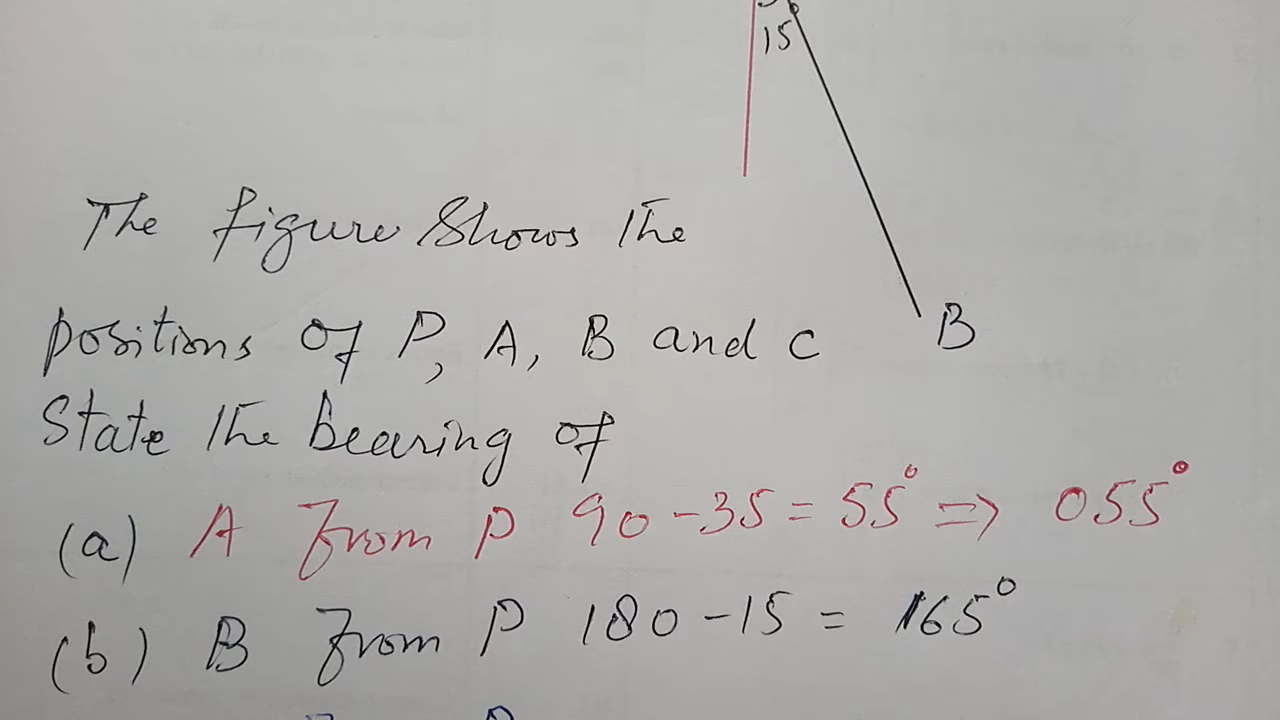 15°
The figure shows the
positions of P, A, B and C
B
State the bearing of
(a) A from P 90-35 = 55° => 055°
(b) B from P 180-15 = 165°